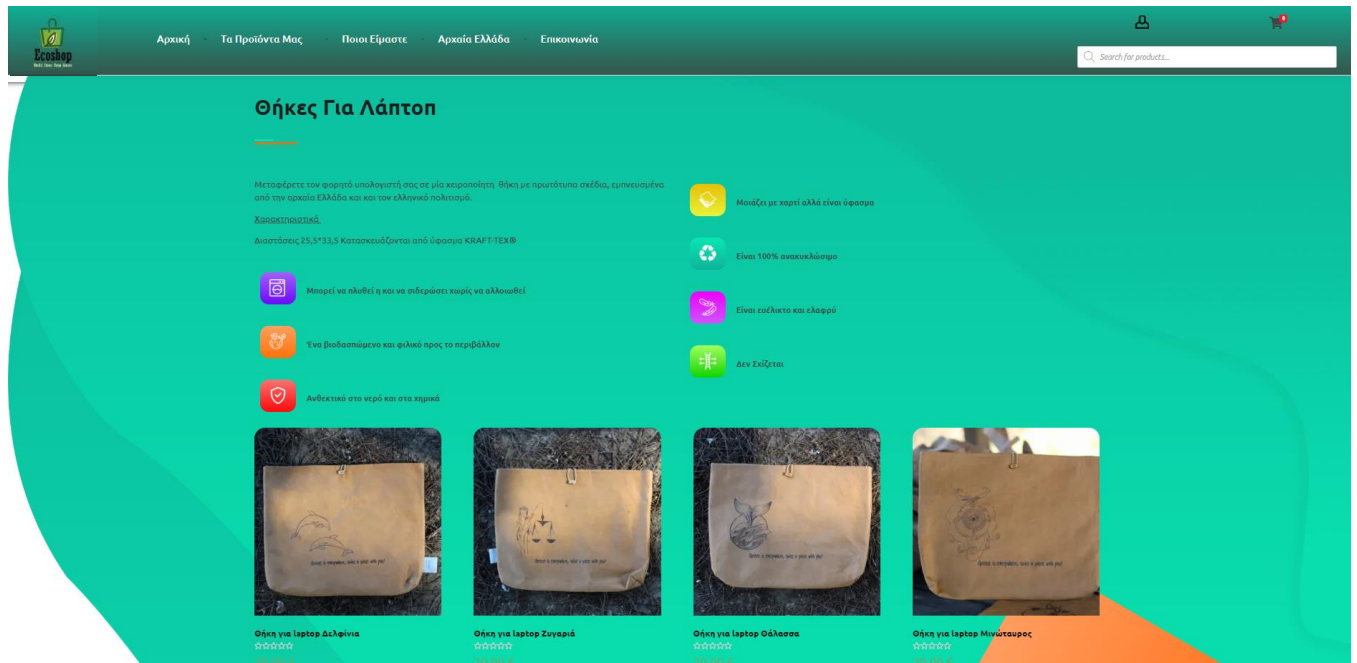 Ecoshop
Αρχική
Τα Προϊόντα Μας
Ποιοι Είμαστε
Αρχαία Ελλάδα
Επικοινωνία
0
Search for products...
Θήκες Για Λάπτοπ
Μεταφέρετε τον φορητό υπολογιστή σας σε μία χειροποίητη θήκη με πρωτότυπα σχέδια, εμπνευσμένα
από την αρχαία Ελλάδα και και τον ελληνικό πολιτισμό.
Χαρακτηριστικά
Διαστάσεις 25,5*33,5 Κατασκευάζονται από ύφασμα KRAFT-TEX®
Μπορεί να πλυθεί η και να σιδερώσει χωρίς να αλλοιωθεί
Ένα βιοδασπώμενο και φιλικό προς το περιβάλλον
Ανθεκτικό στο νερό και στα χημικά
Μοιάζει με χαρτί αλλά είναι ύφασμα
Είναι 100% ανακυκλώσιμο
Είναι ευέλικτο και ελαφρύ
Δεν Σχίζεται
Θήκη για laptop Δελφίνια
Θήκη για laptop Ζυγαριά
Θήκη για laptop Θάλασσα
Θήκη για laptop Μινώταυρος